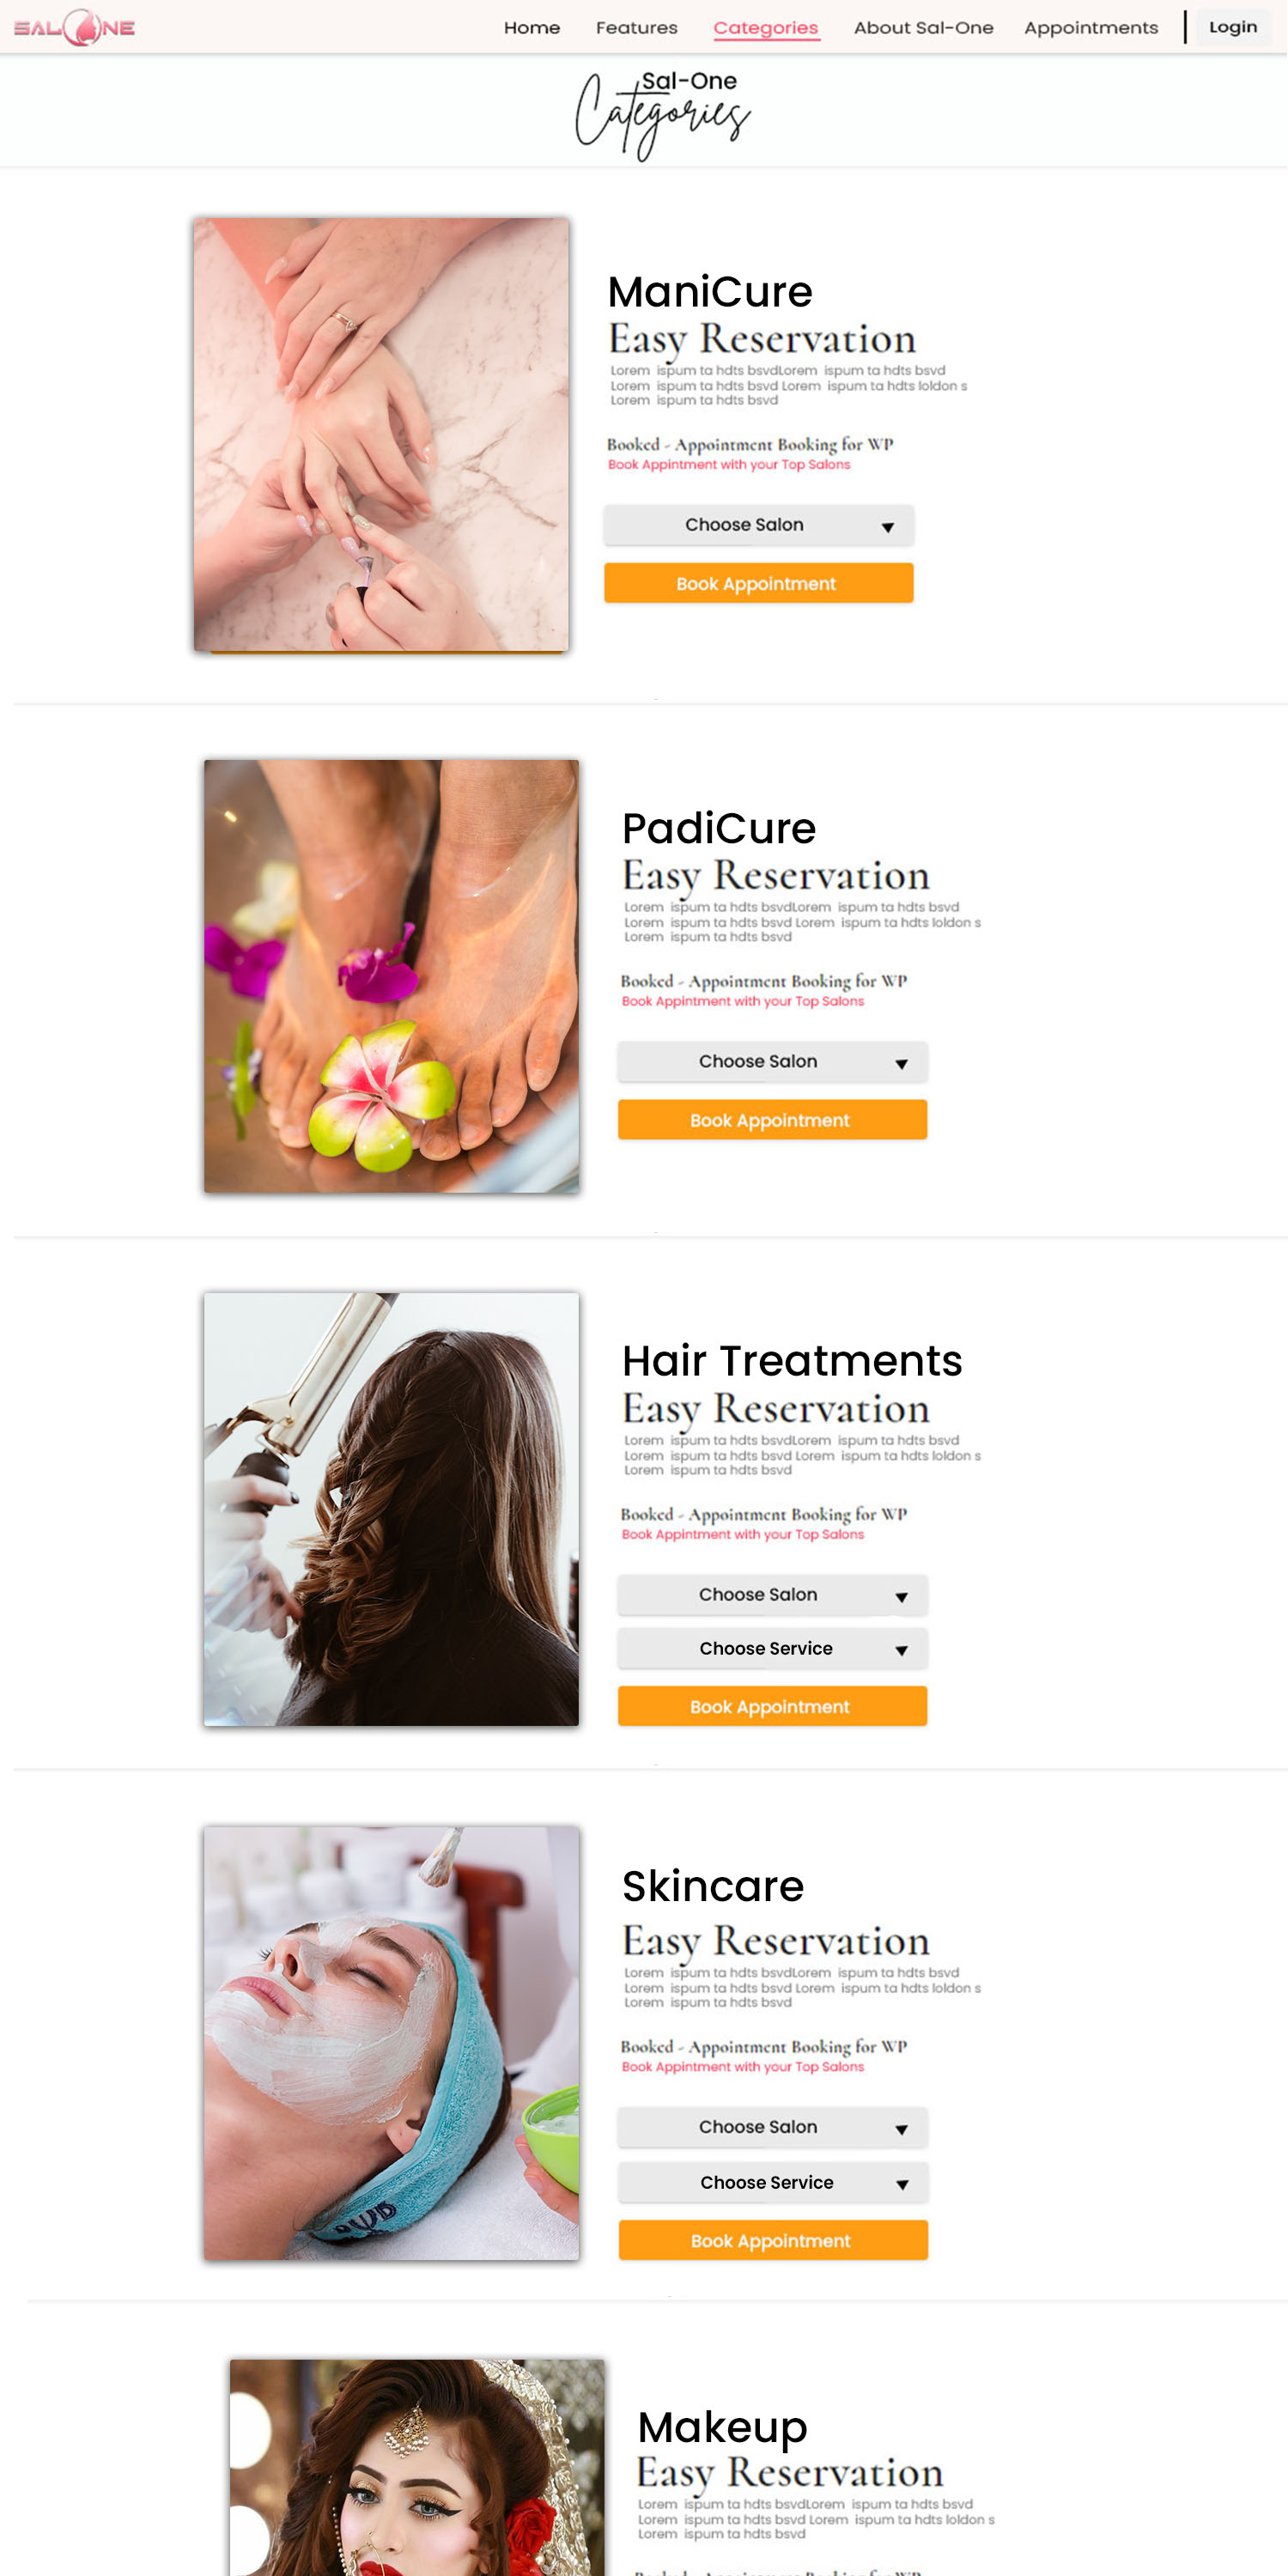 SALONE
Home Features Categories About Sal-One Appointments Login
Sal-One
Categories
ManiCure
Easy Reservation
Lorem ispum ta hdts bsvdLorem ispum ta hdts bsvd
Lorem ispum ta hdts bsvd Lorem ispum ta hdts loldon s
Lorem ispum ta hdts bsvd
Booked - Appointment Booking for WP
Book Appintment with your Top Salons
Choose Salon
Book Appointment
PadiCure
Easy Reservation
Lorem ispum ta hdts bsvdLorem ispum ta hdts bsvd
Lorem ispum ta hdts bsvd Lorem ispum ta hdts loldon s
Lorem ispum ta hdts bsvd
Booked - Appointment Booking for WP
Book Appintment with your Top Salons
Choose Salon
Book Appointment
Hair Treatments
Easy Reservation
Lorem ispum ta hdts bsvdLorem ispum ta hdts bsvd
Lorem ispum ta hdts bsvd Lorem ispum ta hdts loldon s
Lorem ispum ta hdts bsvd
Booked - Appointment Booking for WP
Book Appintment with your Top Salons
Choose Salon
Choose Service
Book Appointment
Skincare
Easy Reservation
Lorem ispum ta hdts bsvdLorem ispum ta hdts bsvd
Lorem ispum ta hdts bsvd Lorem ispum ta hdts loldon s
Lorem ispum ta hdts bsvd
Booked - Appointment Booking for WP
Book Appintment with your Top Salons
Choose Salon
Choose Service
Book Appointment
Makeup
Easy Reservation
Lorem ispum ta hdts bsvdLorem ispum ta hdts bsvd
Lorem ispum ta hdts bsvd Lorem ispum ta hdts loldon s
Lorem ispum ta hdts bsvd